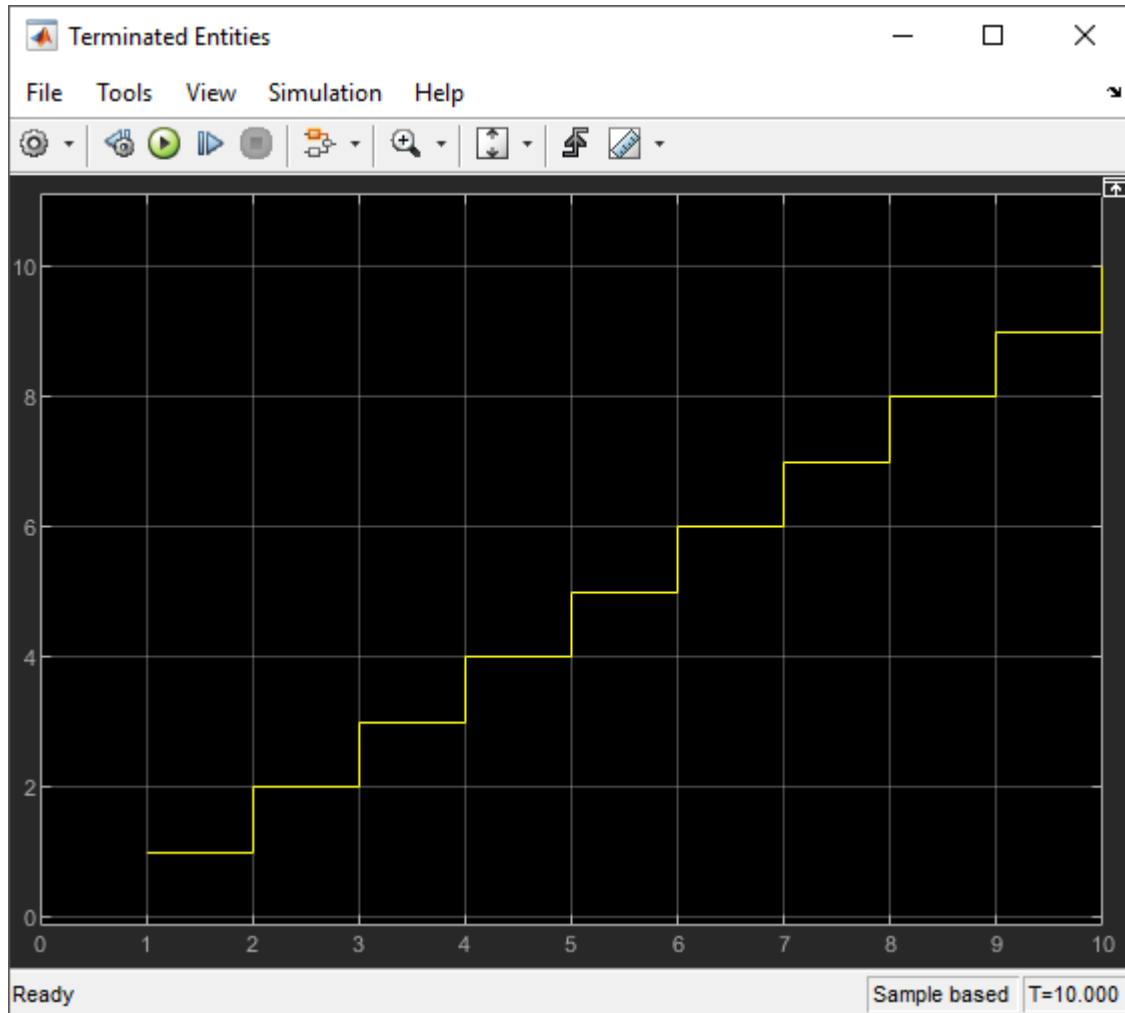 Terminated Entities
File Tools View Simulation Help
10
8
6
4
2
0
0 1 2 3 4 5 6 7 8 9 10
Ready Sample based T=10.000